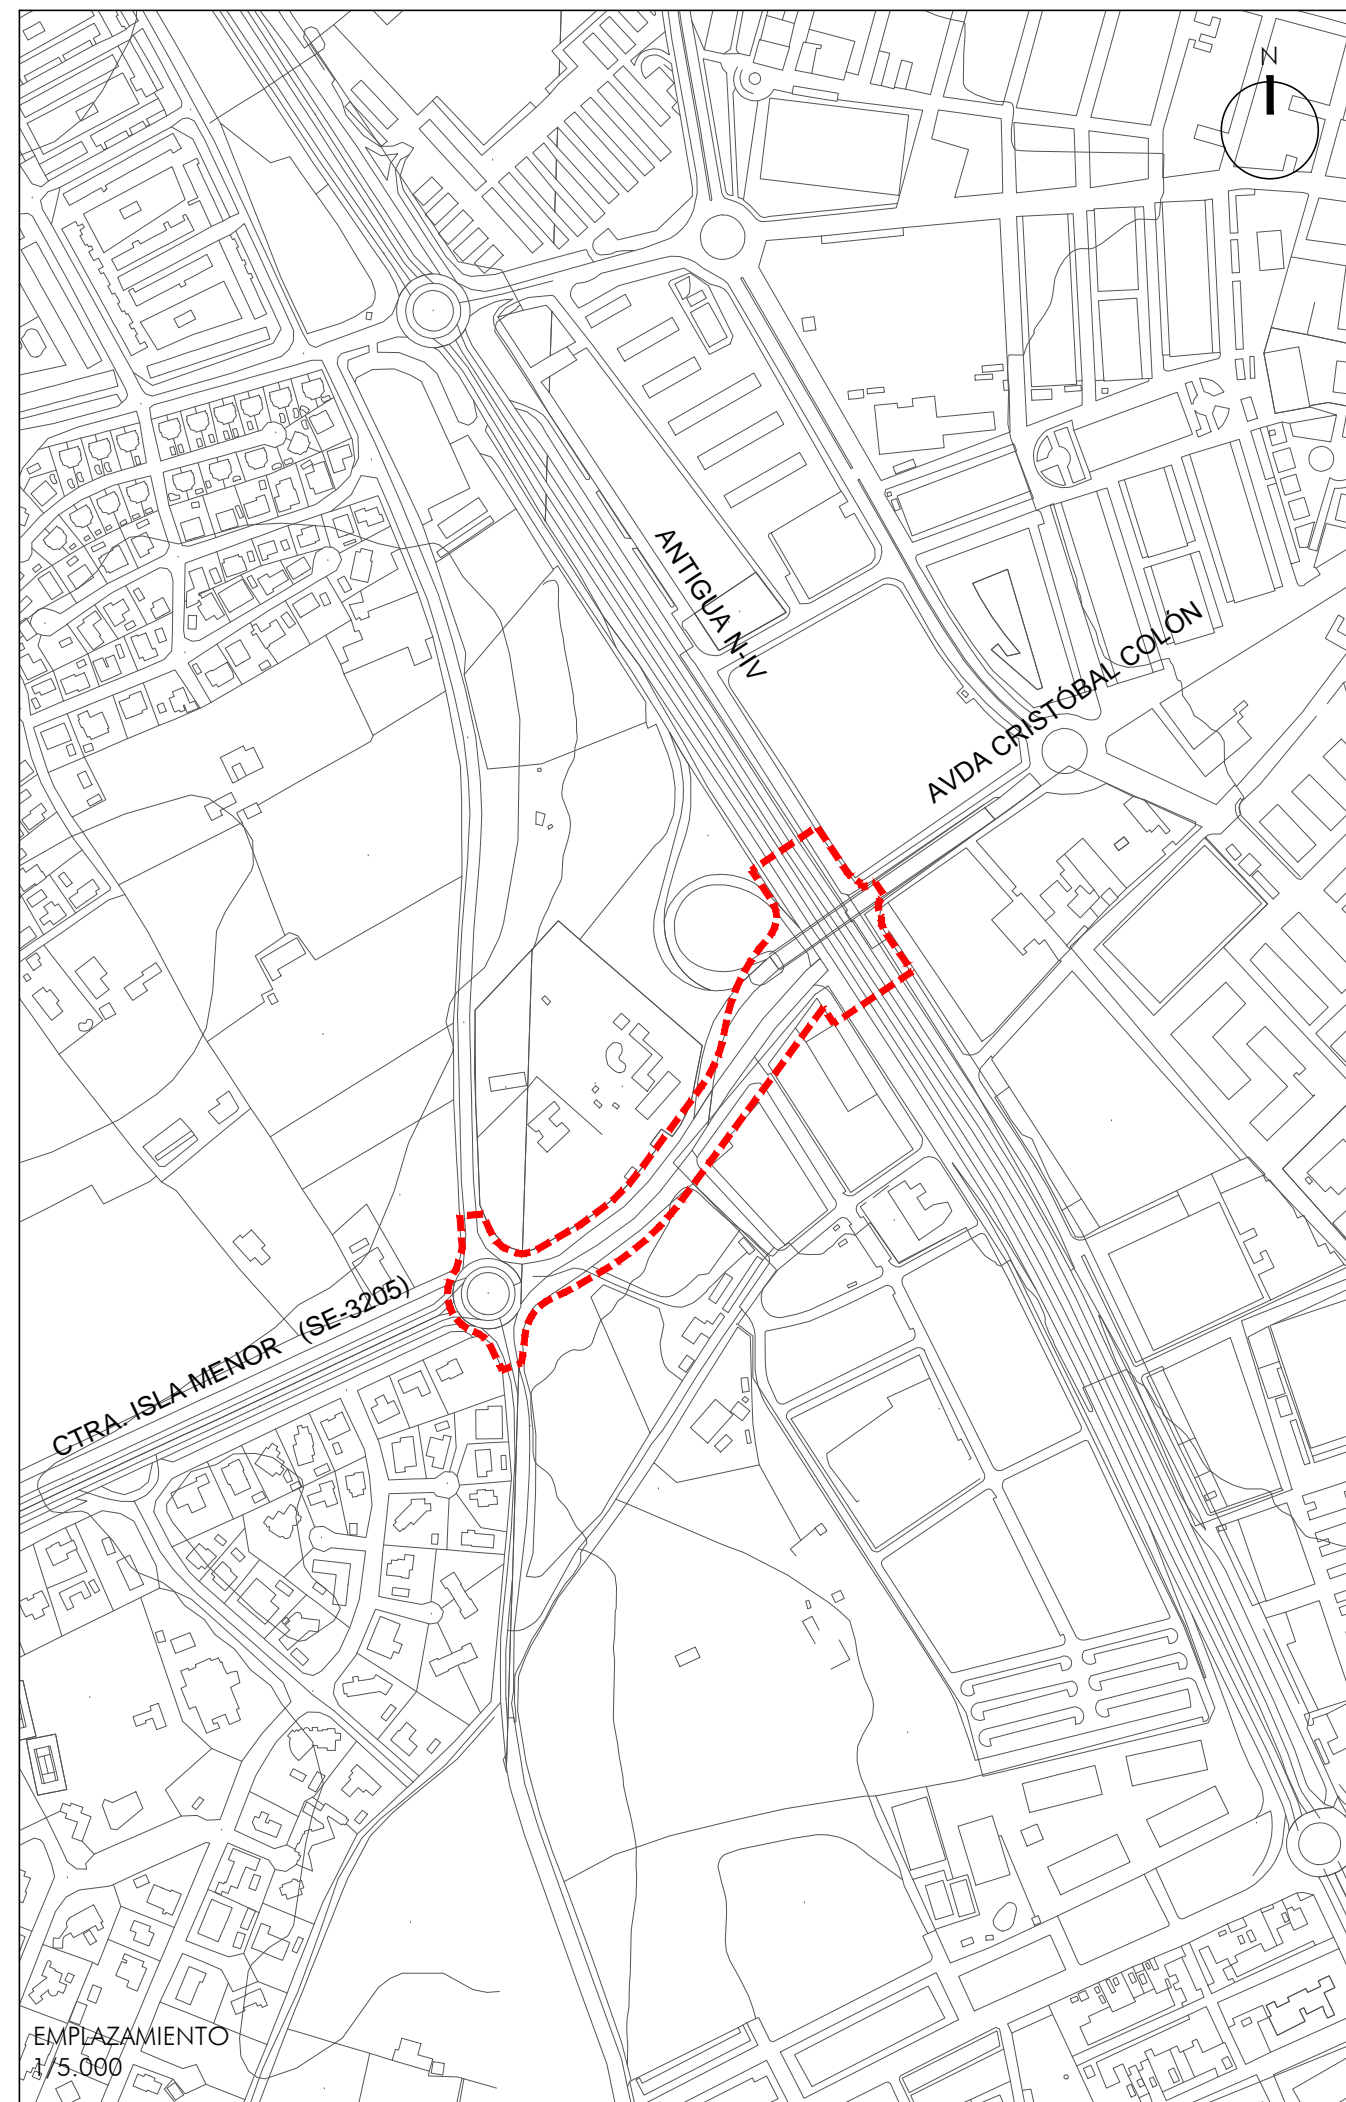 N
ANTIGUA N-IV
AVDA CRISTÓBAL COLÓN
CTRA. ISLA MENOR (SE-3205)
EMPLAZAMIENTO
1/5.000